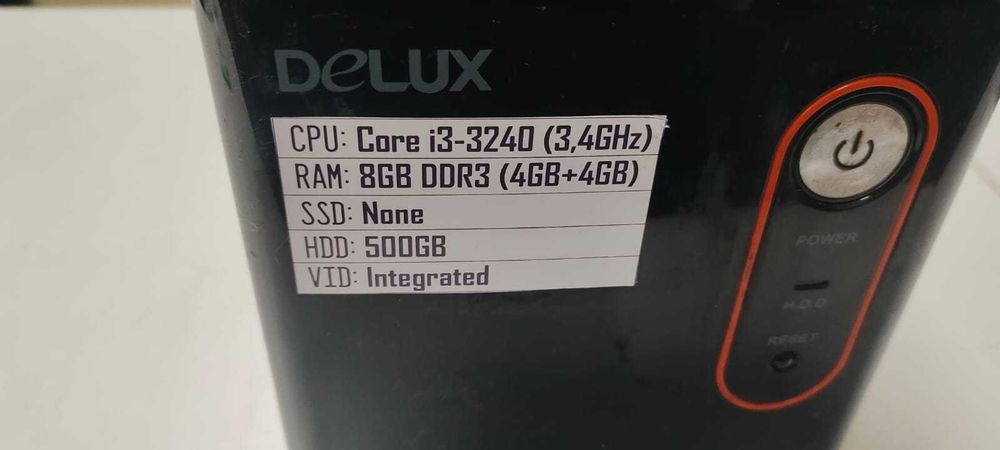 DeLUX
CPU: Core i3-3240 (3,4GHz)
RAM: 8GB DDR3 (4GB+4GB)
SSD: None
HDD: 500GB
VID: Integrated
POWER
H.D.D
RESET